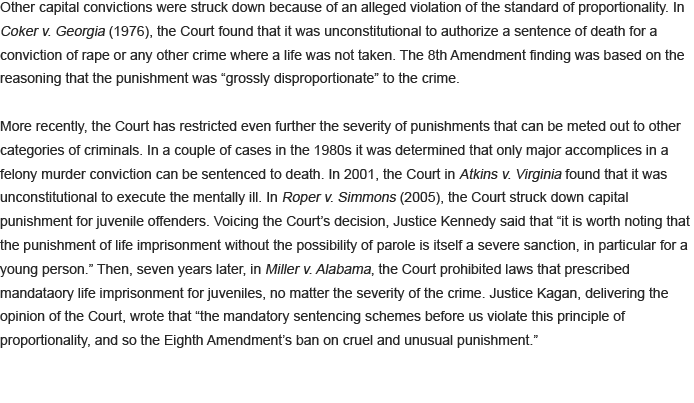 Other capital convictions were struck down because of an alleged violation of the standard of proportionality. In
Coker v. Georgia (1976), the Court found that it was unconstitutional to authorize a sentence of death for a
conviction of rape or any other crime where a life was not taken. The 8th Amendment finding was based on the
reasoning that the punishment was “grossly disproportionate” to the crime.
More recently, the Court has restricted even further the severity of punishments that can be meted out to other
categories of criminals. In a couple of cases in the 1980s it was determined that only major accomplices in a
felony murder conviction can be sentenced to death. In 2001, the Court in Atkins v. Virginia found that it was
unconstitutional to execute the mentally ill. In Roper v. Simmons (2005), the Court struck down capital
punishment for juvenile offenders. Voicing the Court’s decision, Justice Kennedy said that “it is worth noting that
the punishment of life imprisonment without the possibility of parole is itself a severe sanction, in particular for a
young person.” Then, seven years later, in Miller v. Alabama, the Court prohibited laws that prescribed
mandataory life imprisonment for juveniles, no matter the severity of the crime. Justice Kagan, delivering the
opinion of the Court, wrote that “the mandatory sentencing schemes before us violate this principle of
proportionality, and so the Eighth Amendment’s ban on cruel and unusual punishment.”